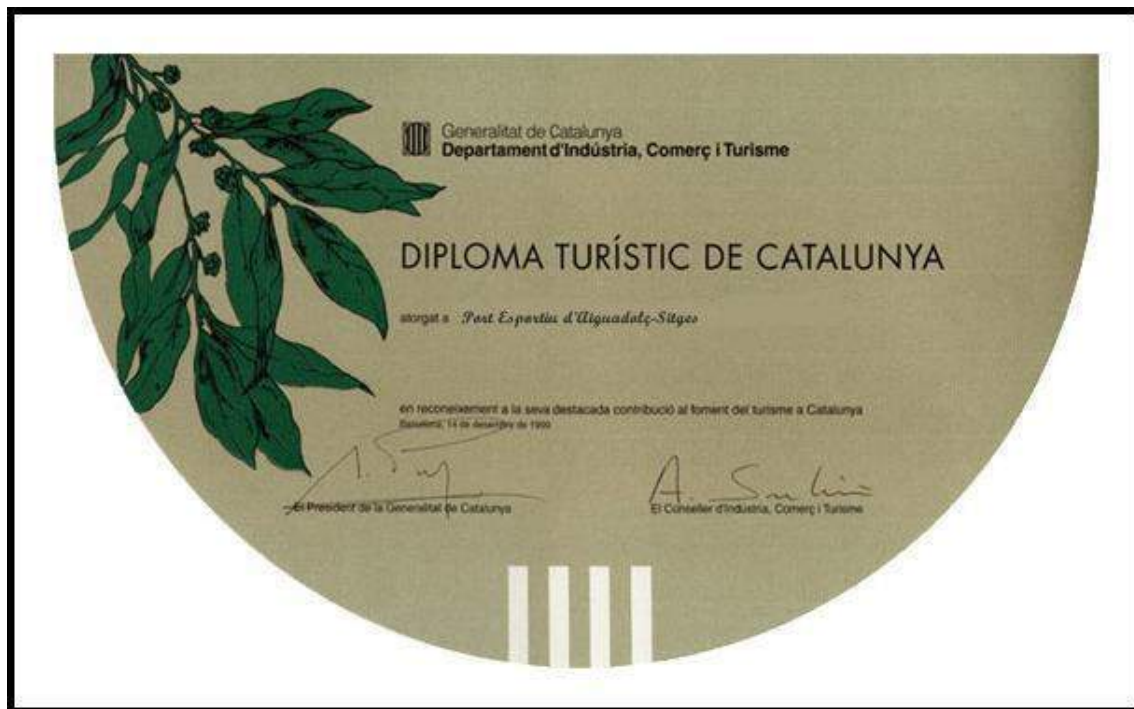 Generalitat de Catalunya
Departament d'Indústria, Comerç i Turisme
DIPLOMA TURÍSTIC DE CATALUNYA
atorgat a Port Esportiu d'Aiguadolç-Sitges
en reconeixement a la seva destacada contribució al foment del turisme a Catalunya
Barcelona, 14 de desembre de
El President de la Generalitat de Catalunya
El Conseller d'Indústria, Comerç i Turisme